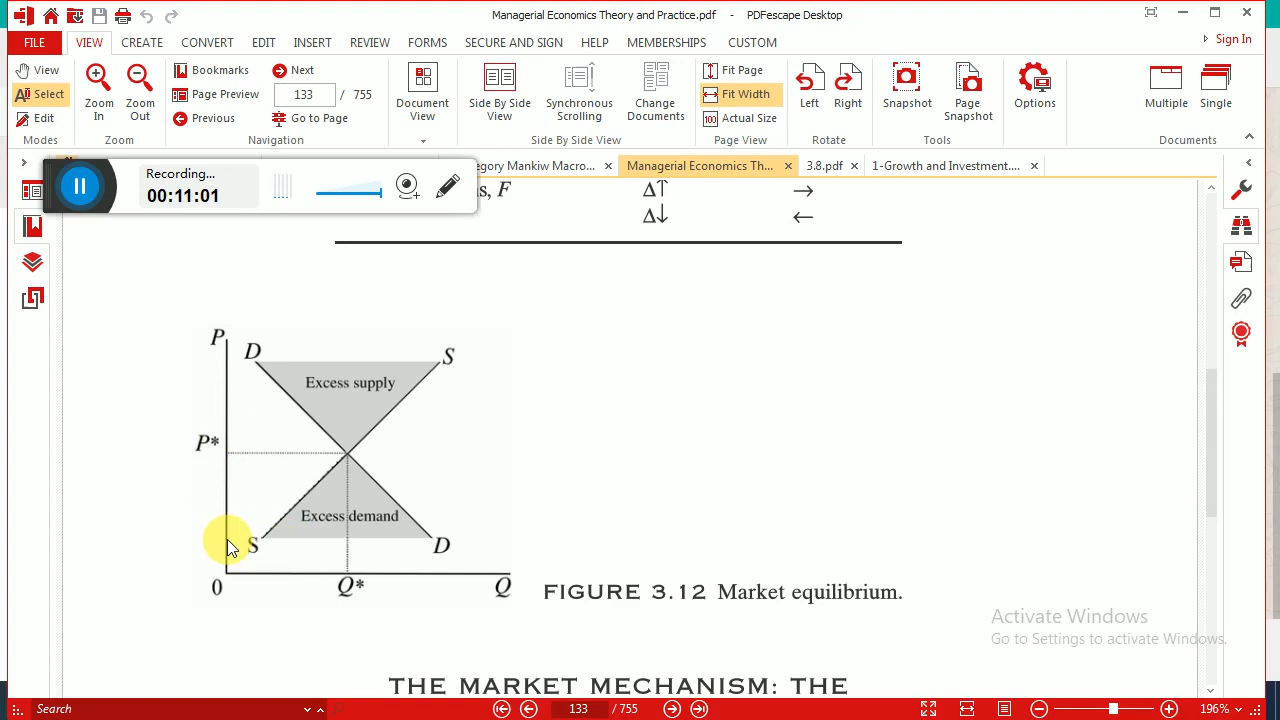 Managerial Economics Theory and Practice.pdf - PDFescape Desktop
FILE VIEW CREATE CONVERT EDIT INSERT REVIEW FORMS SECURE AND SIGN HELP MEMBERSHIPS CUSTOM Sign In
View Bookmarks Next Fit Page
Select Page Preview 133 755 Fit Width
Edit Previous Go to Page Actual Size
Zoom In
Zoom Out
Document View
Side By Side View
Synchronous Scrolling
Change Documents
Left Right
Snapshot
Page Snapshot
Options
Multiple Single
Modes Zoom Navigation Side By Side View Page View Rotate Tools Documents
Recording...
00:11:01
egory Mankiw Macro... × Managerial Economics Th... × 3.8.pdf × 1-Growth and Investment.... ×
s, F Δ↑ →
Δ↓ ←
P
D S
Excess supply
P*
Excess demand
S D
0 Q* Q
FIGURE 3.12 Market equilibrium.
Activate Windows
Go to Settings to activate Windows.
THE MARKET MECHANISM: THE
Search 133 / 755 196%